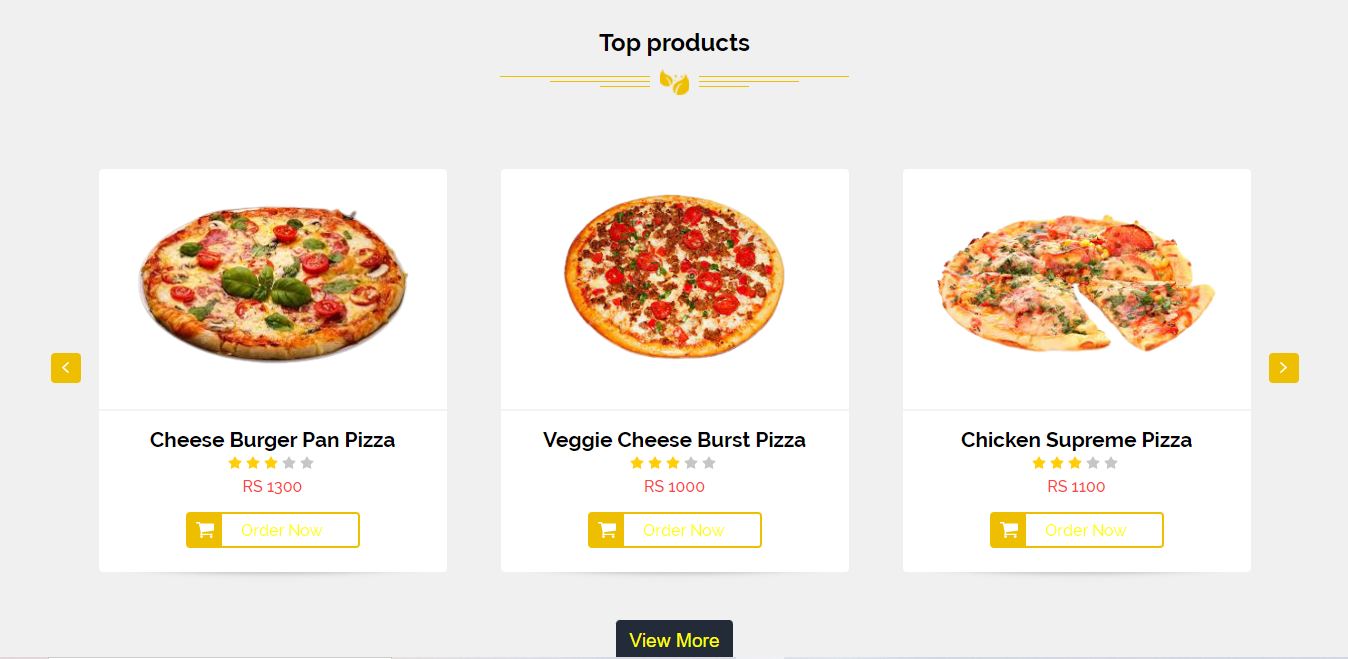 Top products
Cheese Burger Pan Pizza
RS 1300
Order Now
Veggie Cheese Burst Pizza
RS 1000
Order Now
Chicken Supreme Pizza
RS 1100
Order Now
View More